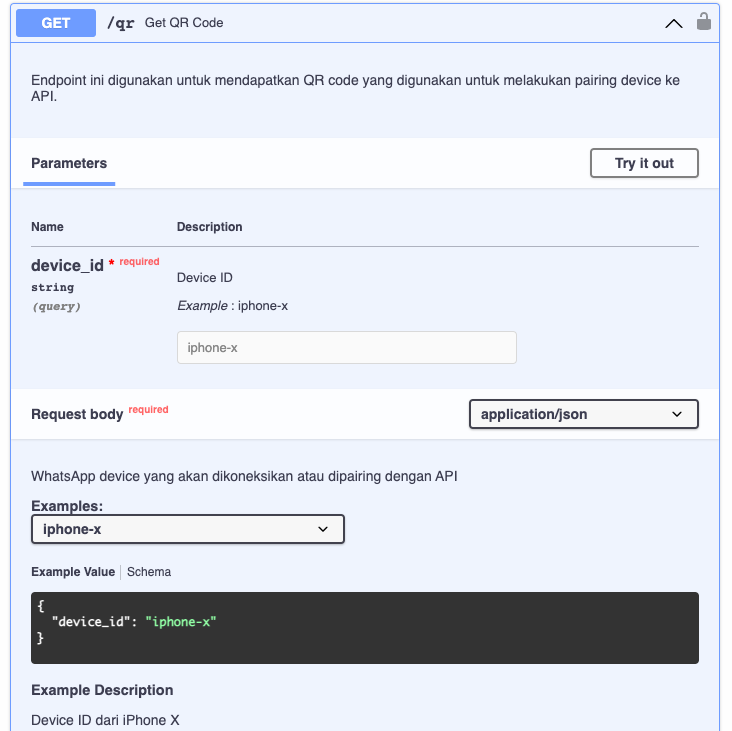 GET /qr Get QR Code
Endpoint ini digunakan untuk mendapatkan QR code yang digunakan untuk melakukan pairing device ke
API.
Parameters
Try it out
Name Description
device_id * required
string
(query)
Device ID
Example : iphone-x
iphone-x
Request body required
application/json
WhatsApp device yang akan dikoneksikan atau dipairing dengan API
Examples:
iphone-x
Example Value Schema
{
  "device_id": "iphone-x"
}
Example Description
Device ID dari iPhone X